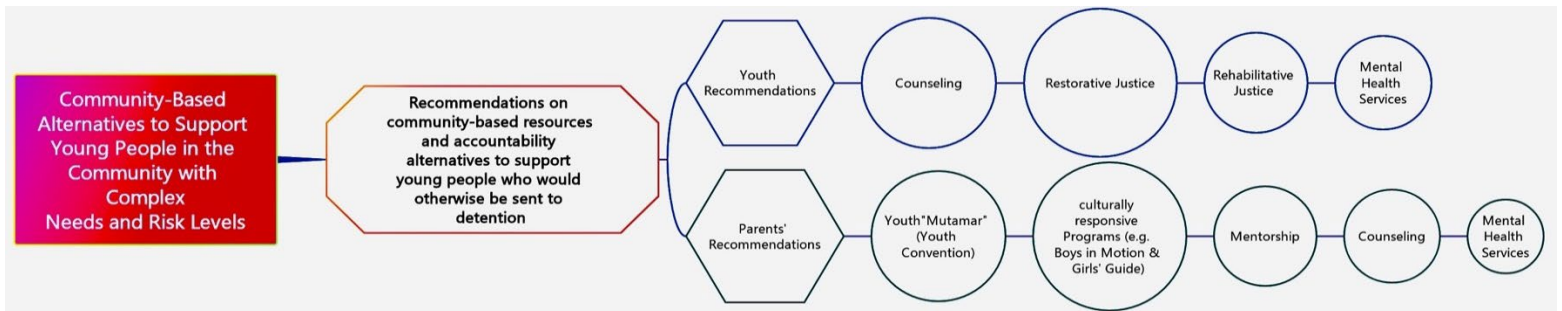 Community-Based
Alternatives to Support
Young People in the
Community with
Complex
Needs and Risk Levels
Recommendations on
community-based resources
and accountability
alternatives to support
young people who would
otherwise be sent to
detention
Youth
Recommendations
Counseling
Restorative Justice
Rehabilitative
Justice
Mental
Health
Services
Parents'
Recommendations
Youth"Mutamar"
(Youth
Convention)
culturally
responsive
Programs (e.g.
Boys in Motion &
Girls' Guide)
Mentorship
Counseling
Mental
Health
Services